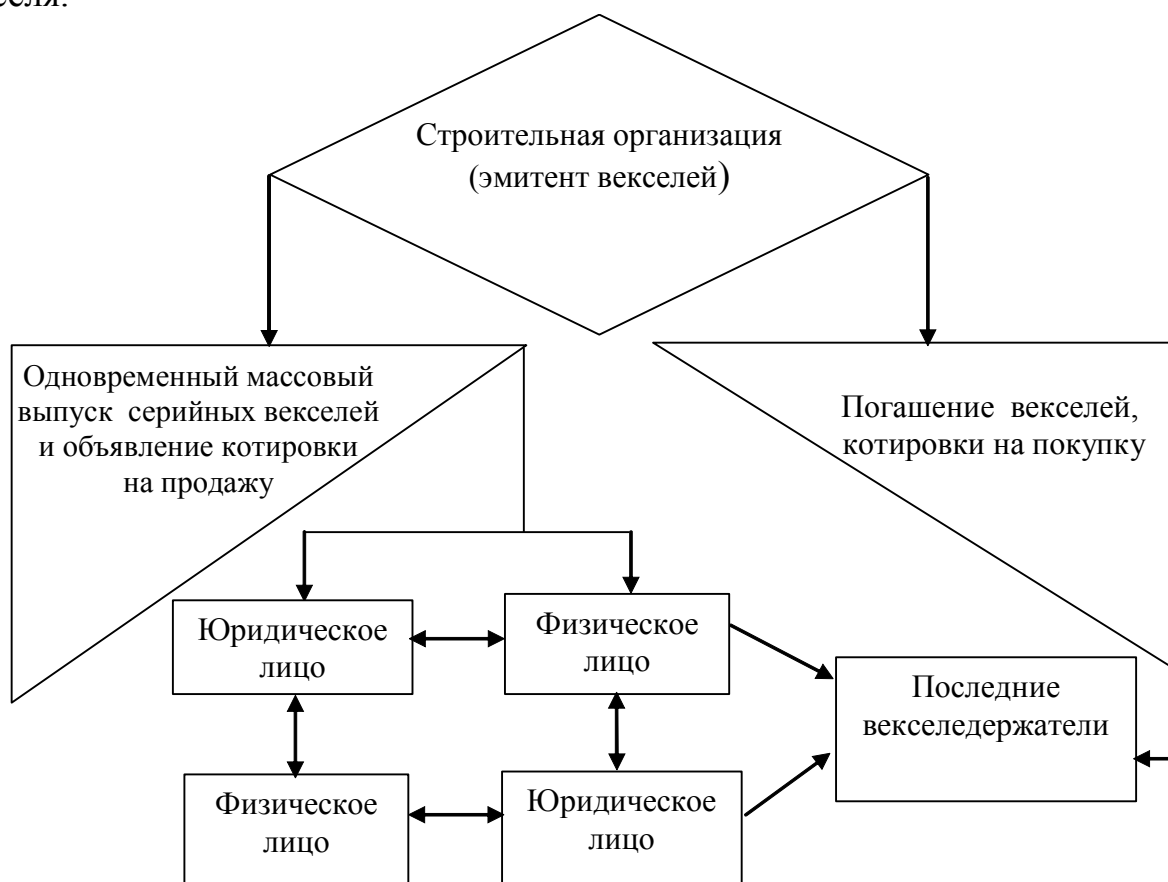 Строительная организация
(эмитент векселей)
Одновременный массовый
выпуск серийных векселей
и объявление котировки
на продажу
Погашение векселей,
котировки на покупку
Юридическое
лицо
Физическое
лицо
Последние
векселедержатели
Физическое
лицо
Юридическое
лицо